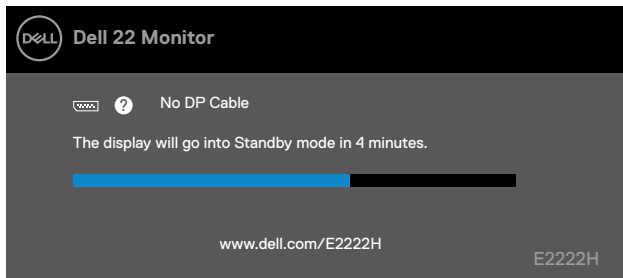 DELL
Dell 22 Monitor
? No DP Cable
The display will go into Standby mode in 4 minutes.
www.dell.com/E2222H
E2222H